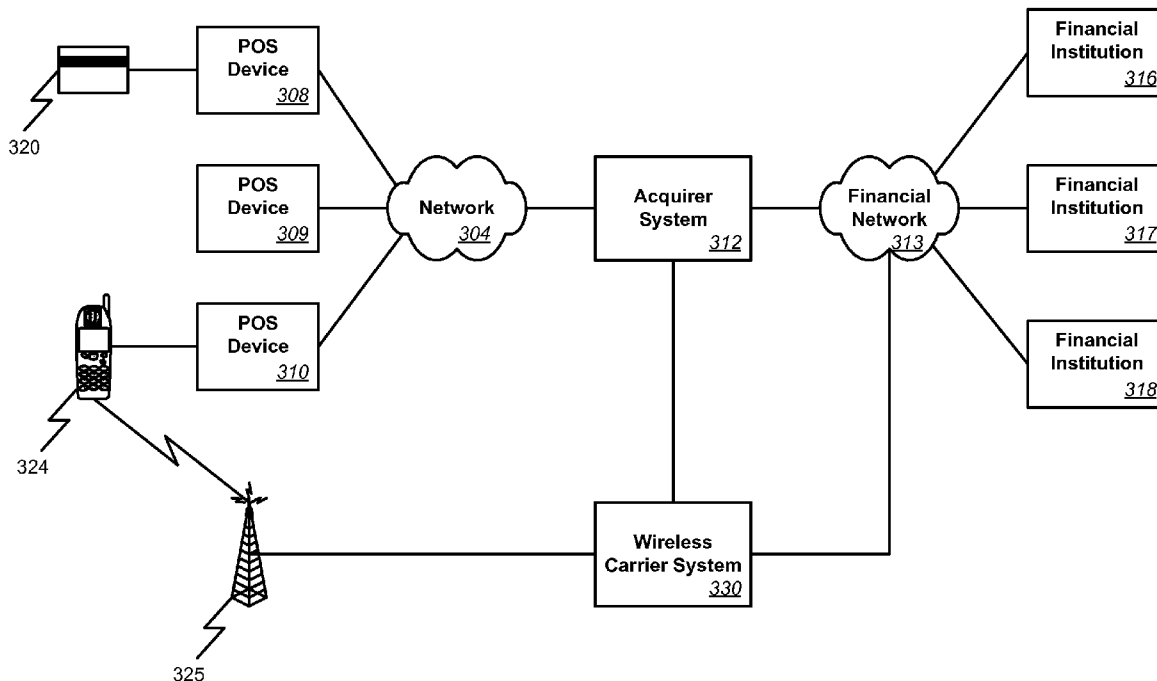 POS
Device
308
320
POS
Device
309
POS
Device
310
324
325
Network
304
Acquirer
System
312
Wireless
Carrier System
330
Financial
Network
313
Financial
Institution
316
Financial
Institution
317
Financial
Institution
318